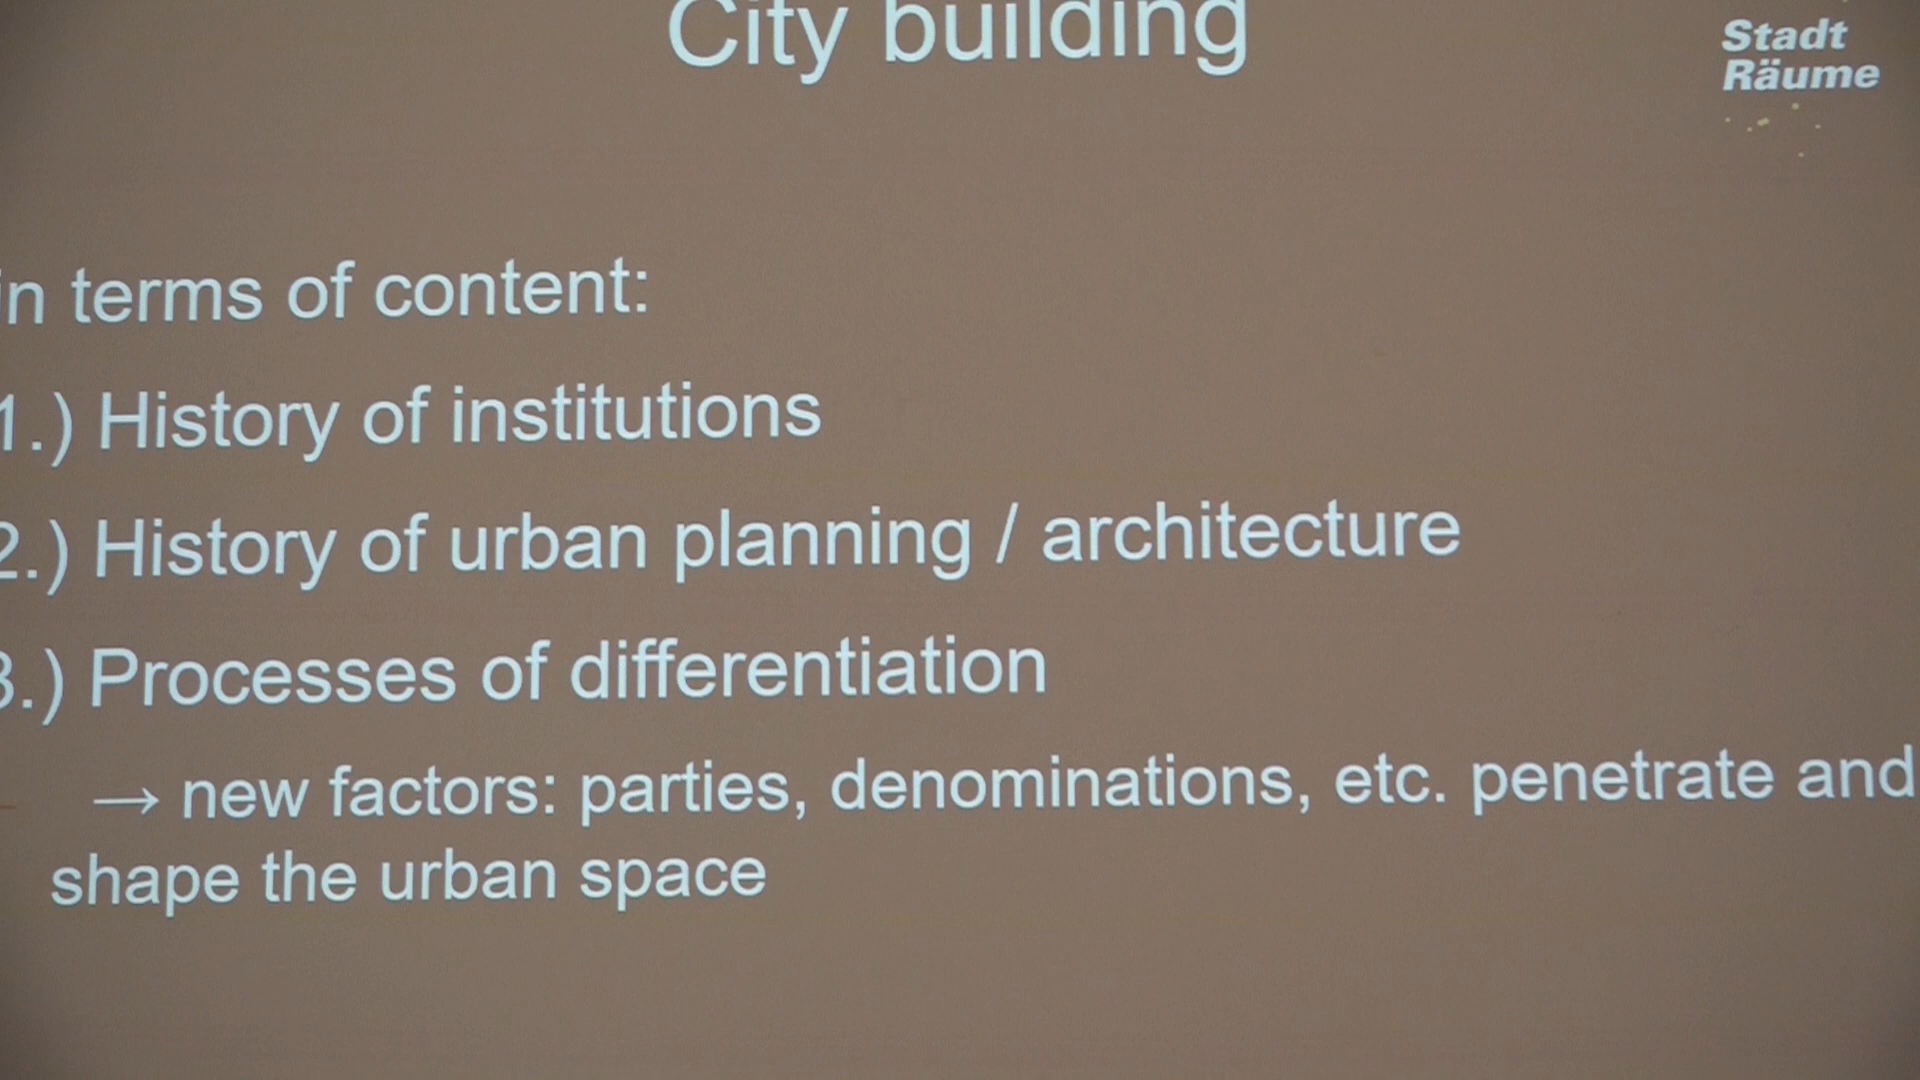 City building
Stadt
Räume
in terms of content:
1.) History of institutions
2.) History of urban planning / architecture
3.) Processes of differentiation
→ new factors: parties, denominations, etc. penetrate and
shape the urban space